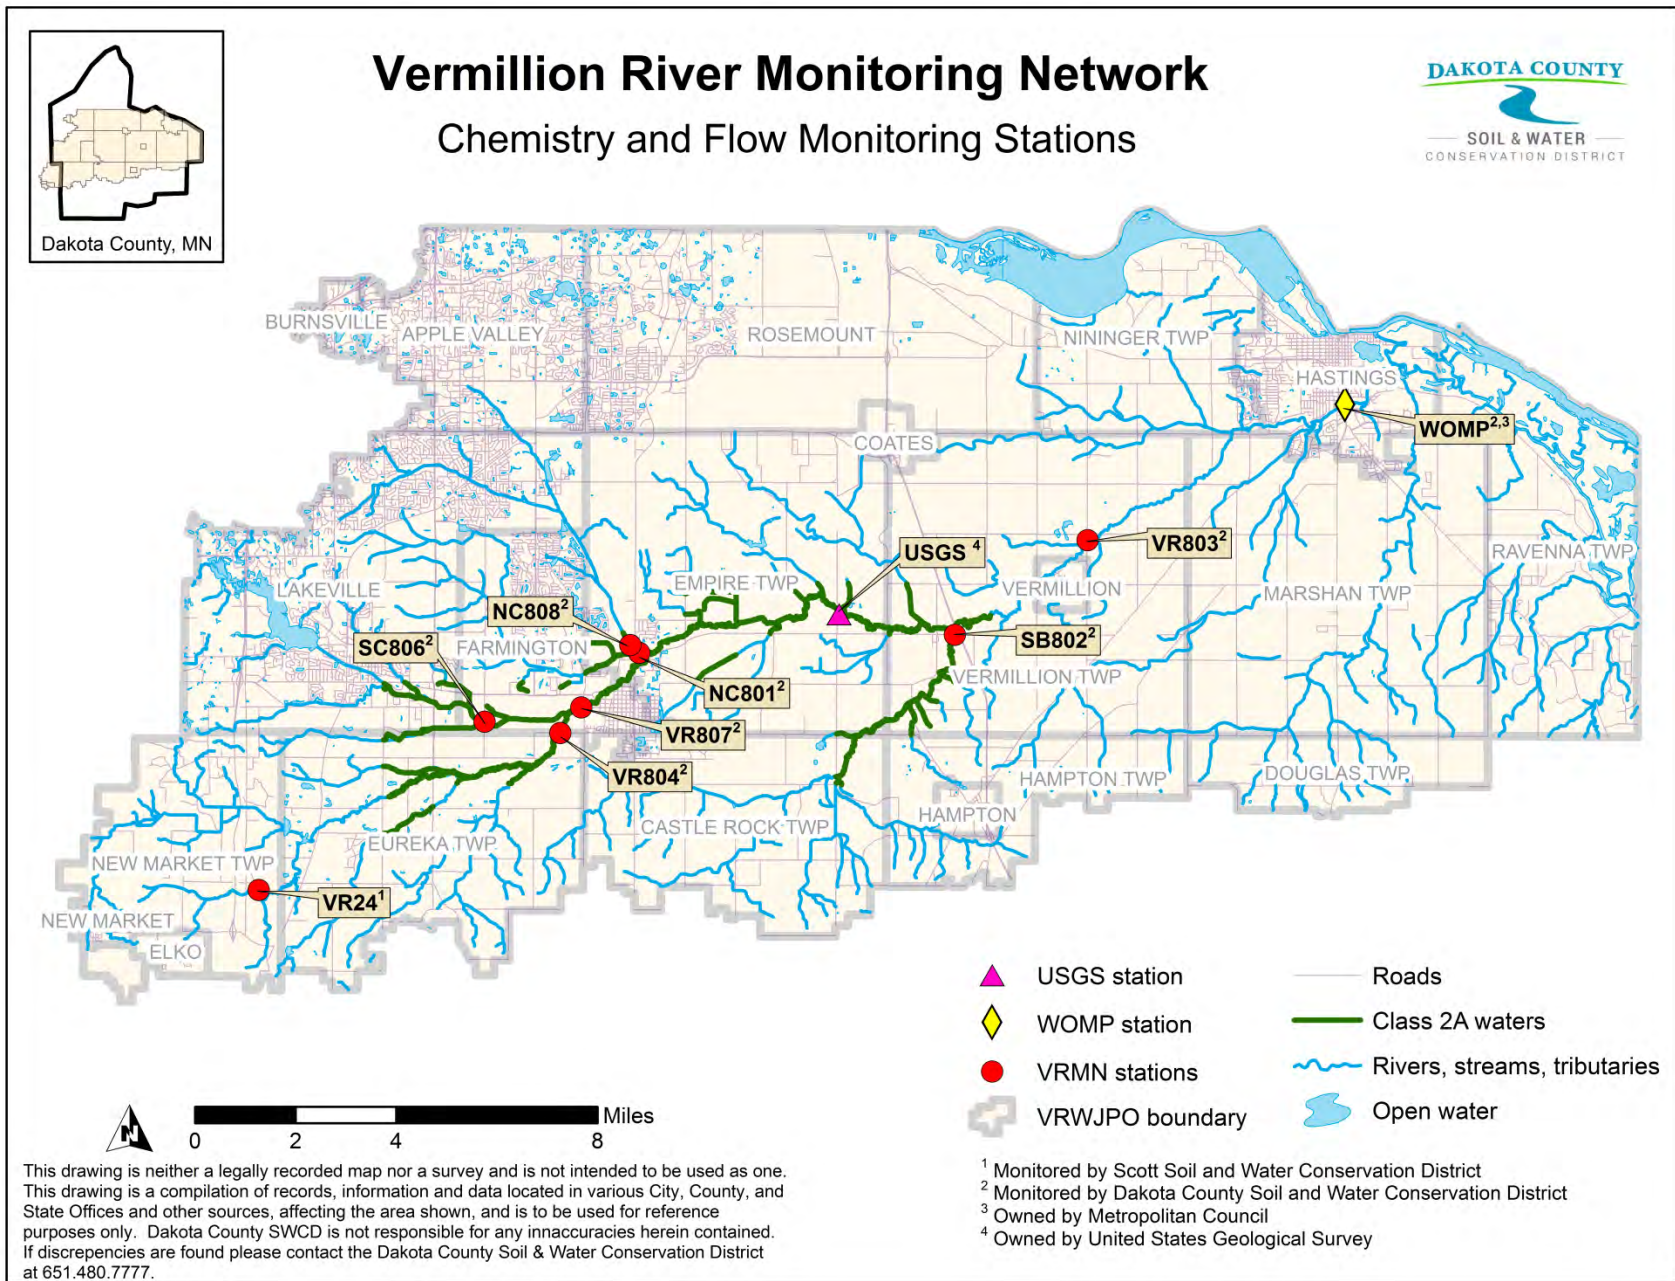 Vermillion River Monitoring Network
Chemistry and Flow Monitoring Stations
Dakota County, MN
DAKOTA COUNTY
SOIL & WATER
CONSERVATION DISTRICT
BURNSVILLE
APPLE VALLEY
ROSEMOUNT
NININGER TWP
HASTINGS
WOMP2,3
COATES
USGS 4
VR8032
RAVENNA TWP
LAKEVILLE
EMPIRE TWP
VERMILLION
MARSHAN TWP
NC8082
SC8062
FARMINGTON
SB8022
NC8012
VERMILLION TWP
VR8072
VR8042
HAMPTON TWP
DOUGLAS TWP
HAMPTON
CASTLE ROCK TWP
EUREKA TWP
NEW MARKET TWP
VR241
NEW MARKET
ELKO
USGS station
WOMP station
VRMN stations
VRWJPO boundary
Roads
Class 2A waters
Rivers, streams, tributaries
Open water
N
Miles
0 2 4 8
This drawing is neither a legally recorded map nor a survey and is not intended to be used as one.
This drawing is a compilation of records, information and data located in various City, County, and
State Offices and other sources, affecting the area shown, and is to be used for reference
purposes only. Dakota County SWCD is not responsible for any innaccuracies herein contained.
If discrepencies are found please contact the Dakota County Soil & Water Conservation District
at 651.480.7777.
1 Monitored by Scott Soil and Water Conservation District
2 Monitored by Dakota County Soil and Water Conservation District
3 Owned by Metropolitan Council
4 Owned by United States Geological Survey